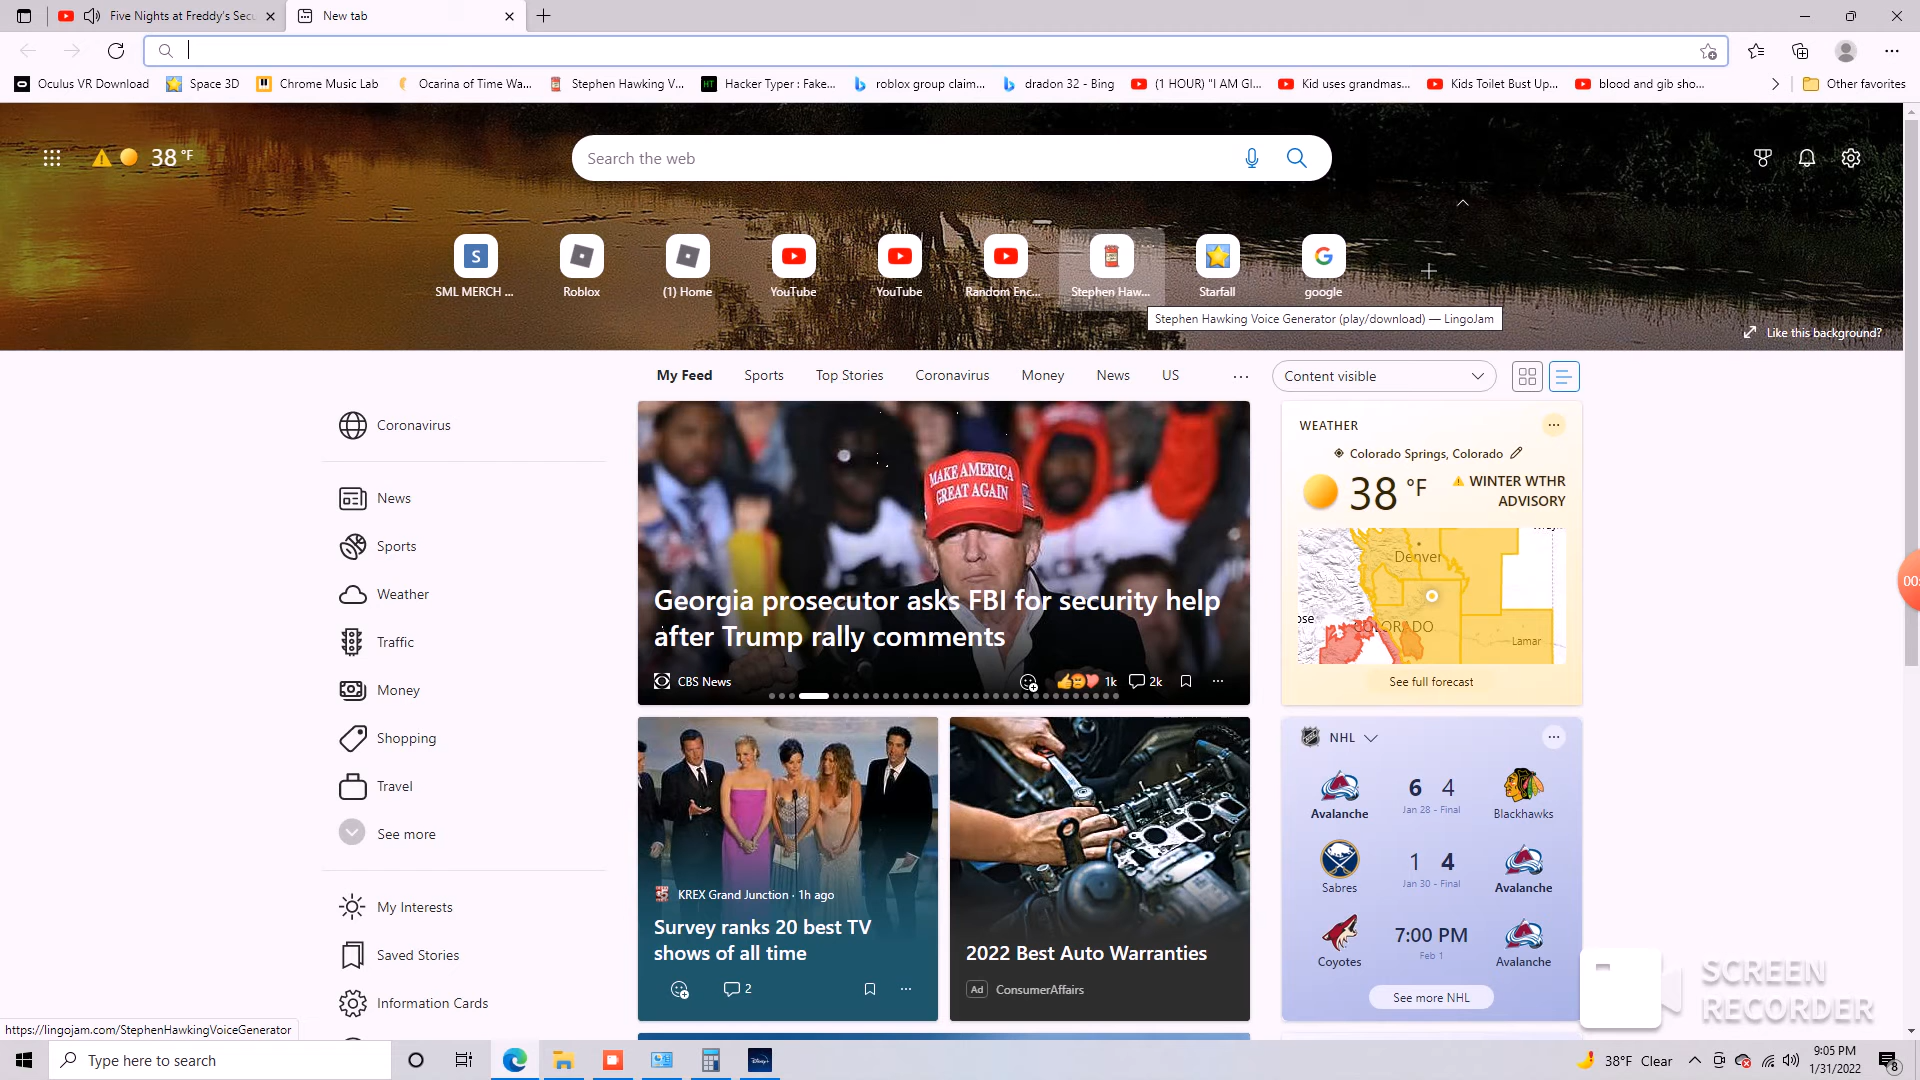 Five Nights at Freddy's Secu
New tab
Oculus VR Download
Space 3D
Chrome Music Lab
Ocarina of Time Wa...
Stephen Hawking V...
HT
Hacker Typer : Fake...
roblox group claim...
dradon 32 - Bing
(1 HOUR) "I AM GI...
Kid uses grandmas...
Kids Toilet Bust Up...
blood and gib sho...
Other favorites
38 °F
Search the web
S
SML MERCH ...
Roblox
(1) Home
YouTube
YouTube
Random Enc...
Stephen Haw...
Starfall
google
Stephen Hawking Voice Generator (play/download) — LingoJam
Like this background?
My Feed
Sports
Top Stories
Coronavirus
Money
News
US
...
Content visible
Coronavirus
News
Sports
Weather
Traffic
Money
Shopping
Travel
See more
My Interests
Saved Stories
Information Cards
MAKE AMERICA
GREAT AGAIN
Georgia prosecutor asks FBI for security help
after Trump rally comments
CBS News
1k
2k
WEATHER
Colorado Springs, Colorado
38 °F
WINTER WTHR
ADVISORY
Denver
COLORADO
Lamar
See full forecast
KREX Grand Junction · 1h ago
Survey ranks 20 best TV
shows of all time
2
2022 Best Auto Warranties
Ad ConsumerAffairs
NHL
6 4
Jan 28 - Final
Avalanche
Blackhawks
1 4
Jan 30 - Final
Sabres
Avalanche
7:00 PM
Feb 1
Coyotes
Avalanche
See more NHL
00:
SCREEN
RECORDER
https://lingojam.com/StephenHawkingVoiceGenerator
Type here to search
Disney+
38°F Clear
9:05 PM
1/31/2022
8